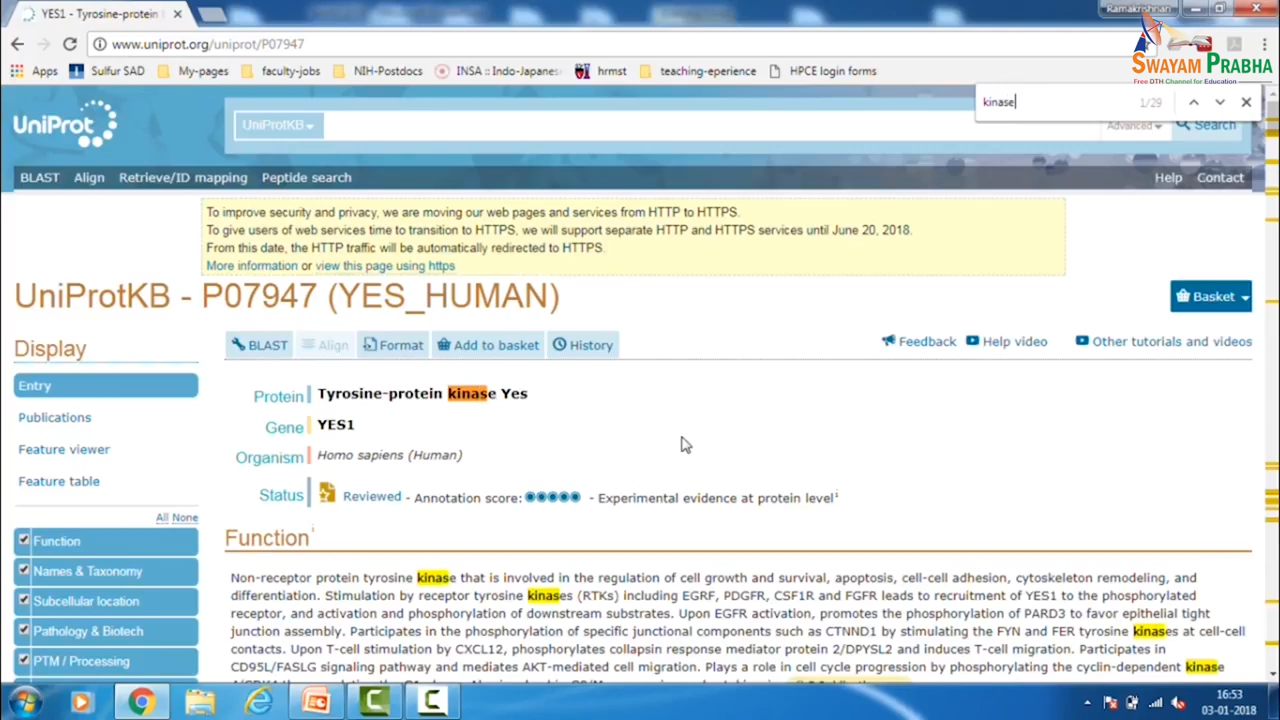 YES1 - Tyrosine-protein
Ramakrishnan
www.uniprot.org/uniprot/P07947
Apps Sulfur SAD My-pages faculty-jobs NIH-Postdocs INSA :: Indo-Japanes hrmst teaching-eperience HPCE login forms
SWAYAM PRABHA
Free DTH Channel for Education
kinase 1/29
UniProt
UniProtKB
Advanced
Search
BLAST Align Retrieve/ID mapping Peptide search Help Contact
To improve security and privacy, we are moving our web pages and services from HTTP to HTTPS.
To give users of web services time to transition to HTTPS, we will support separate HTTP and HTTPS services until June 20, 2018.
From this date, the HTTP traffic will be automatically redirected to HTTPS.
More information or view this page using https
UniProtKB - P07947 (YES_HUMAN)
Basket
Display
BLAST Align Format Add to basket History
Feedback Help video Other tutorials and videos
Entry
Publications
Feature viewer
Feature table
All None
Function
Names & Taxonomy
Subcellular location
Pathology & Biotech
PTM / Processing
Protein Tyrosine-protein kinase Yes
Gene YES1
Organism Homo sapiens (Human)
Status Reviewed - Annotation score: - Experimental evidence at protein level i
Function i
Non-receptor protein tyrosine kinase that is involved in the regulation of cell growth and survival, apoptosis, cell-cell adhesion, cytoskeleton remodeling, and
differentiation. Stimulation by receptor tyrosine kinases (RTKs) including EGRF, PDGFR, CSF1R and FGFR leads to recruitment of YES1 to the phosphorylated
receptor, and activation and phosphorylation of downstream substrates. Upon EGFR activation, promotes the phosphorylation of PARD3 to favor epithelial tight
junction assembly. Participates in the phosphorylation of specific junctional components such as CTNND1 by stimulating the FYN and FER tyrosine kinases at cell-cell
contacts. Upon T-cell stimulation by CXCL12, phosphorylates collapsin response mediator protein 2/DPYSL2 and induces T-cell migration. Participates in
CD95L/FASLG signaling pathway and mediates AKT-mediated cell migration. Plays a role in cell cycle progression by phosphorylating the cyclin-dependent kinase
16:53
03-01-2018